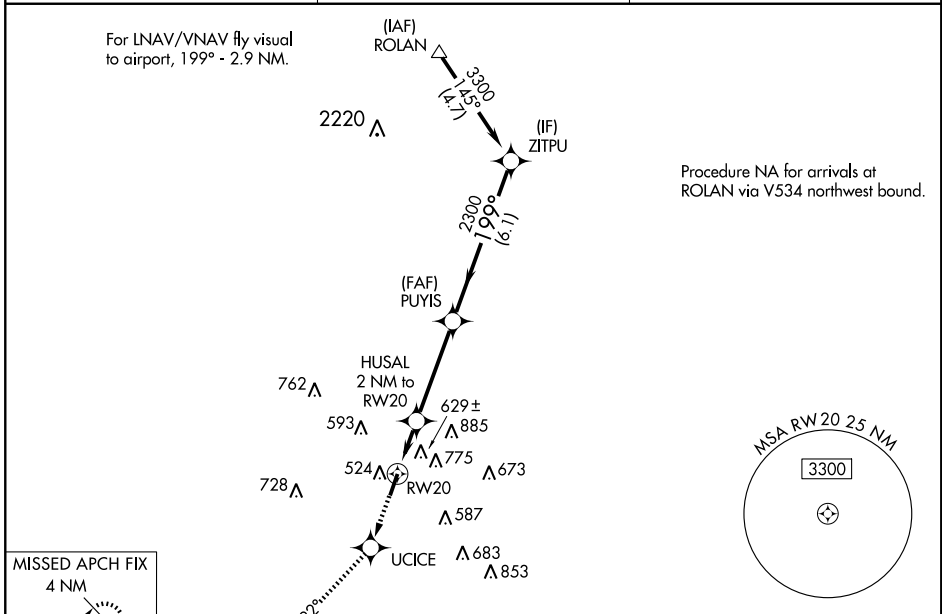 For LNAV/VNAV fly visual
to airport, 199° - 2.9 NM.
(IAF)
ROLAN
3300
145°
(4.7)
2220
(IF)
ZITPU
Procedure NA for arrivals at
ROLAN via V534 northwest bound.
2300
199°
(6.1)
(FAF)
PUYIS
HUSAL
2 NM to
RW20
762
593
629±
885
775
524
673
RW20
728
587
UCICE
683
853
MSA RW 20 25 NM
3300
MISSED APCH FIX
4 NM